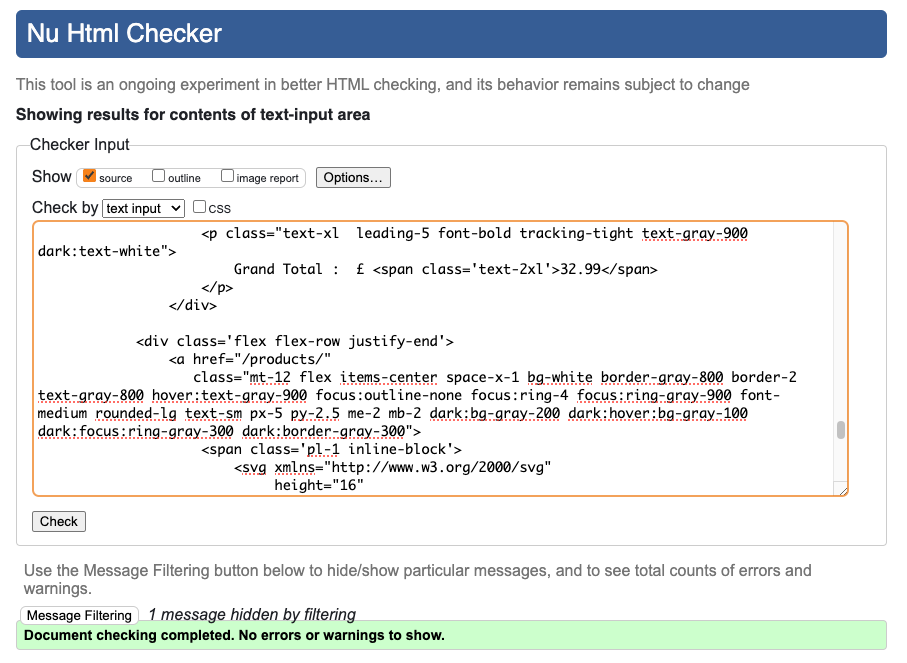 Nu Html Checker
This tool is an ongoing experiment in better HTML checking, and its behavior remains subject to change
Showing results for contents of text-input area
Checker Input
Show source outline image report Options...
Check by text input css
<p class="text-xl  leading-5 font-bold tracking-tight text-gray-900
dark:text-white">
Grand Total :  £ <span class='text-2xl'>32.99</span>
</p>
</div>
<div class='flex flex-row justify-end'>
<a href="/products/"
class="mt-12 flex items-center space-x-1 bg-white border-gray-800 border-2
text-gray-800 hover:text-gray-900 focus:outline-none focus:ring-4 focus:ring-gray-900 font-
medium rounded-lg text-sm px-5 py-2.5 me-2 mb-2 dark:bg-gray-200 dark:hover:bg-gray-100
dark:focus:ring-gray-300 dark:border-gray-300">
<span class='pl-1 inline-block'>
<svg xmlns="http://www.w3.org/2000/svg"
height="16"
Check
Use the Message Filtering button below to hide/show particular messages, and to see total counts of errors and
warnings.
Message Filtering 1 message hidden by filtering
Document checking completed. No errors or warnings to show.